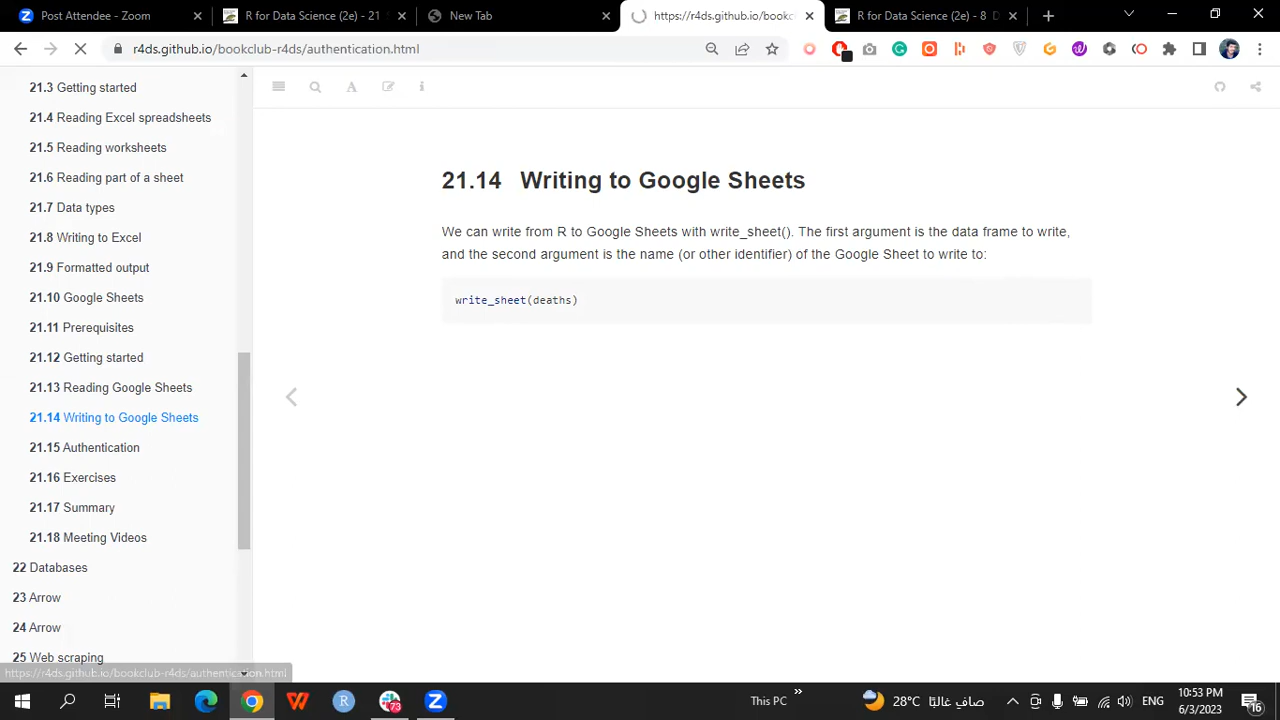 Post Attendee - Zoom
R for Data Science (2e) - 21
New Tab
https://r4ds.github.io/bookc
R for Data Science (2e) - 8 D
r4ds.github.io/bookclub-r4ds/authentication.html
21.3 Getting started
21.4 Reading Excel spreadsheets
21.5 Reading worksheets
21.6 Reading part of a sheet
21.7 Data types
21.8 Writing to Excel
21.9 Formatted output
21.10 Google Sheets
21.11 Prerequisites
21.12 Getting started
21.13 Reading Google Sheets
21.14 Writing to Google Sheets
21.15 Authentication
21.16 Exercises
21.17 Summary
21.18 Meeting Videos
22 Databases
23 Arrow
24 Arrow
25 Web scraping
https://r4ds.github.io/bookclub-r4ds/authentication.html
21.14 Writing to Google Sheets
We can write from R to Google Sheets with write_sheet(). The first argument is the data frame to write,
and the second argument is the name (or other identifier) of the Google Sheet to write to:
write_sheet(deaths)
73
This PC
»
28°C صافٍ غالبًا
ENG
10:53 PM
6/3/2023
16